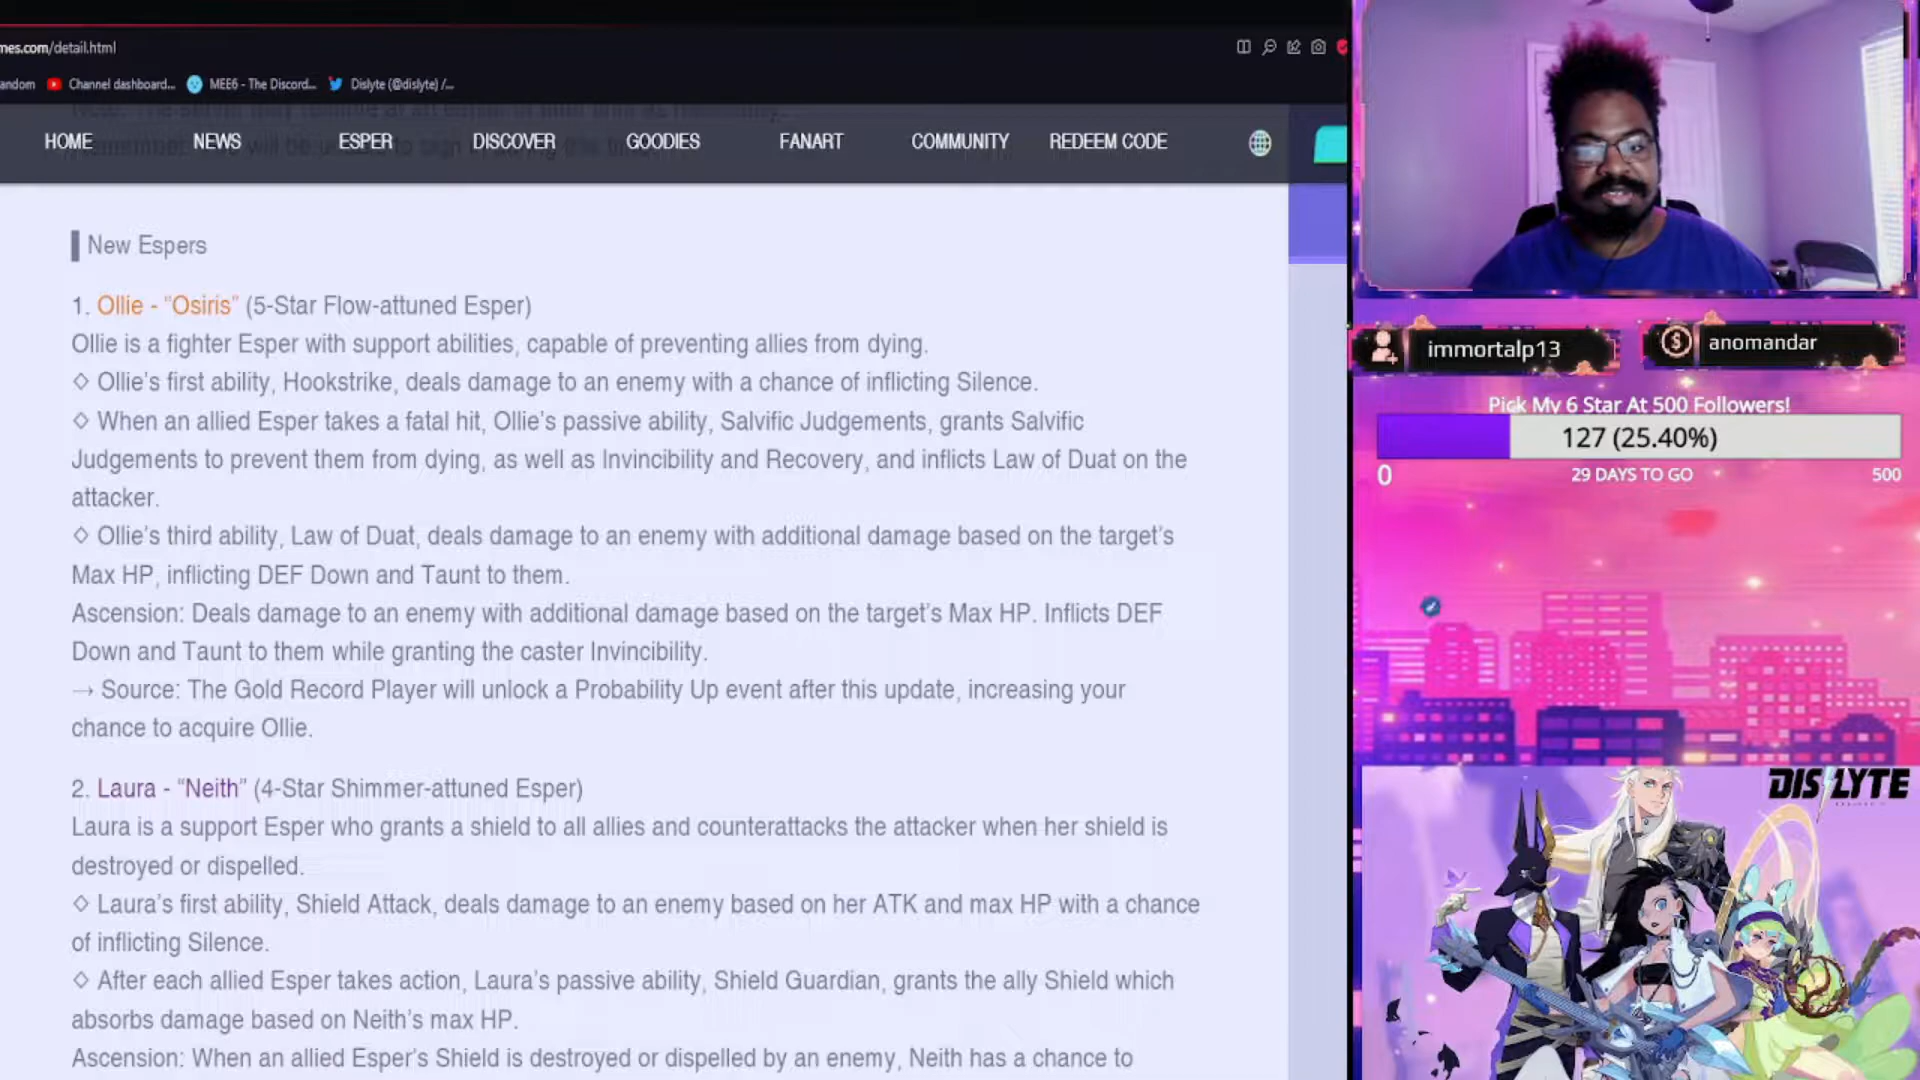 mes.com/detail.html
andom Channel dashboard... MEE6 - The Discord... Dislyte (@dislyte) /...
HOME NEWS ESPER DISCOVER GOODIES FANART COMMUNITY REDEEM CODE
New Espers
1. Ollie - “Osiris” (5-Star Flow-attuned Esper)
Ollie is a fighter Esper with support abilities, capable of preventing allies from dying.
◇ Ollie’s first ability, Hookstrike, deals damage to an enemy with a chance of inflicting Silence.
◇ When an allied Esper takes a fatal hit, Ollie’s passive ability, Salvific Judgements, grants Salvific
Judgements to prevent them from dying, as well as Invincibility and Recovery, and inflicts Law of Duat on the
attacker.
◇ Ollie’s third ability, Law of Duat, deals damage to an enemy with additional damage based on the target’s
Max HP, inflicting DEF Down and Taunt to them.
Ascension: Deals damage to an enemy with additional damage based on the target’s Max HP. Inflicts DEF
Down and Taunt to them while granting the caster Invincibility.
→ Source: The Gold Record Player will unlock a Probability Up event after this update, increasing your
chance to acquire Ollie.
2. Laura - “Neith” (4-Star Shimmer-attuned Esper)
Laura is a support Esper who grants a shield to all allies and counterattacks the attacker when her shield is
destroyed or dispelled.
◇ Laura’s first ability, Shield Attack, deals damage to an enemy based on her ATK and max HP with a chance
of inflicting Silence.
◇ After each allied Esper takes action, Laura’s passive ability, Shield Guardian, grants the ally Shield which
absorbs damage based on Neith’s max HP.
Ascension: When an allied Esper’s Shield is destroyed or dispelled by an enemy, Neith has a chance to
immortalp13 anomandar
Pick My 6 Star At 500 Followers!
127 (25.40%)
0 29 DAYS TO GO 500
DISLYTE